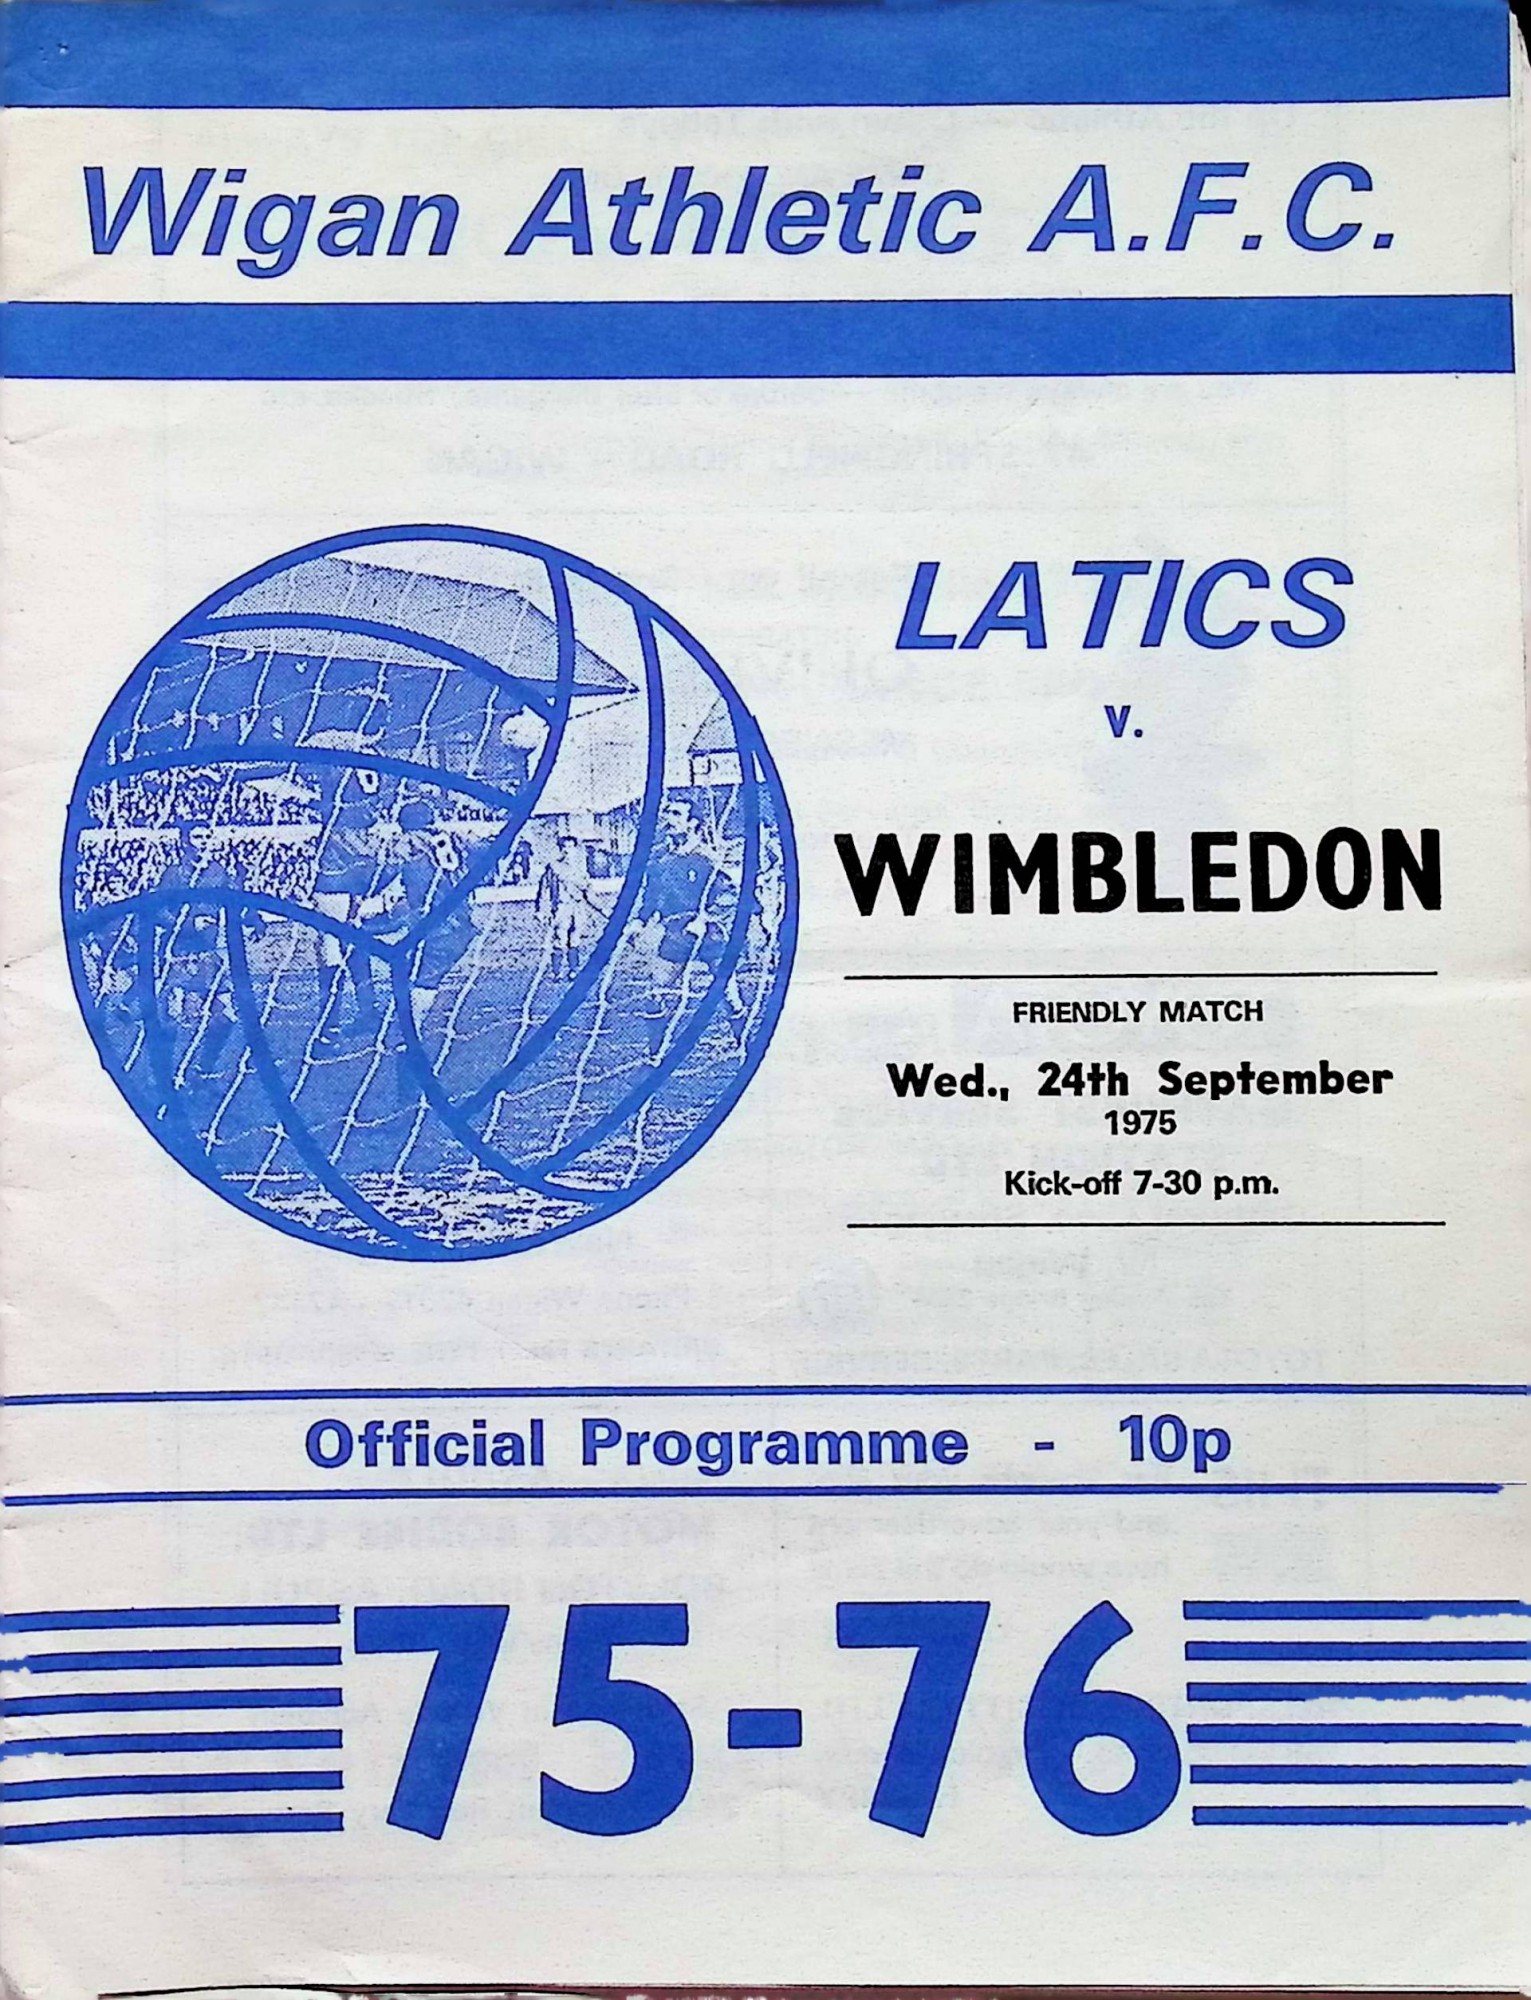 Wigan Athletic A.F.C.
LATICS
v.
WIMBLEDON
FRIENDLY MATCH
Wed., 24th September
1975
Kick-off 7-30 p.m.
Official Programme - 10p
75-76